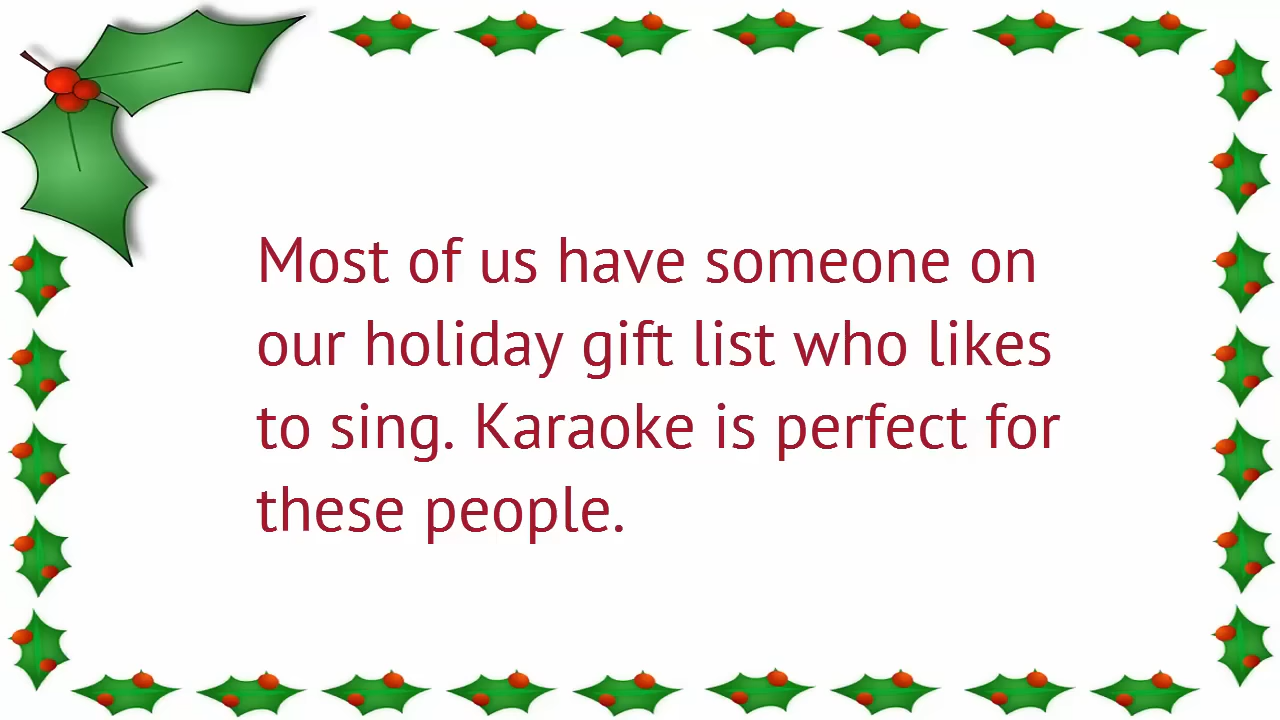 Most of us have someone on
our holiday gift list who likes
to sing. Karaoke is perfect for
these people.